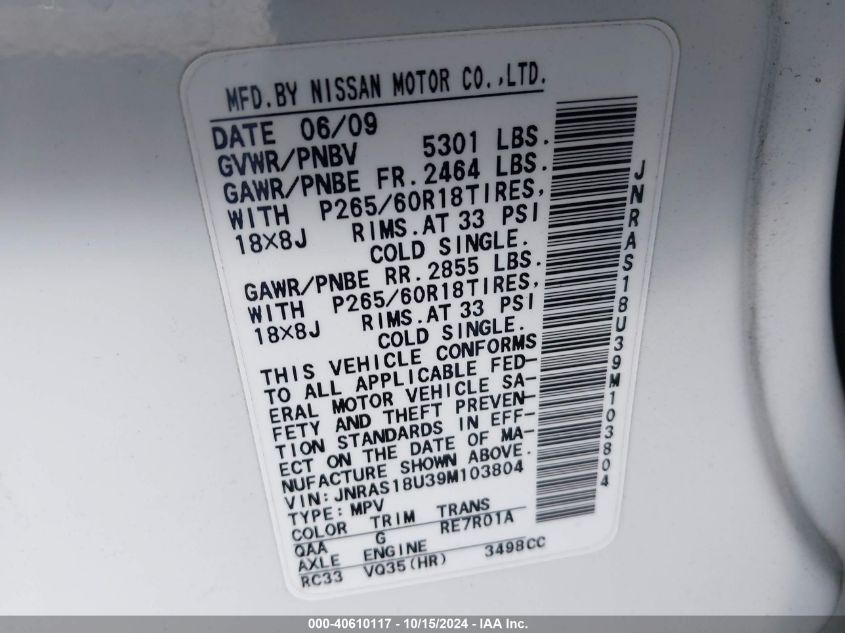 MFD.BY NISSAN MOTOR CO.,LTD.
DATE 06/09
GVWR/PNBV 5301 LBS.
GAWR/PNBE FR.2464 LBS.
WITH P265/60R18TIRES,
18×8J RIMS.AT 33 PSI
COLD SINGLE.
GAWR/PNBE RR.2855 LBS.
WITH P265/60R18TIRES,
18×8J RIMS.AT 33 PSI
COLD SINGLE.
THIS VEHICLE CONFORMS
TO ALL APPLICABLE FED-
ERAL MOTOR VEHICLE SA-
FETY AND THEFT PREVEN-
TION STANDARDS IN EFF-
ECT ON THE DATE OF MA-
NUFACTURE SHOWN ABOVE.
VIN: JNRAS18U39M103804
TYPE: MPV
COLOR TRIM TRANS
QAA G RE7R01A
AXLE ENGINE
RC33 VQ35(HR) 3498CC
JNRAS18U39M103804
000-40610117 - 10/15/2024 - IAA Inc.